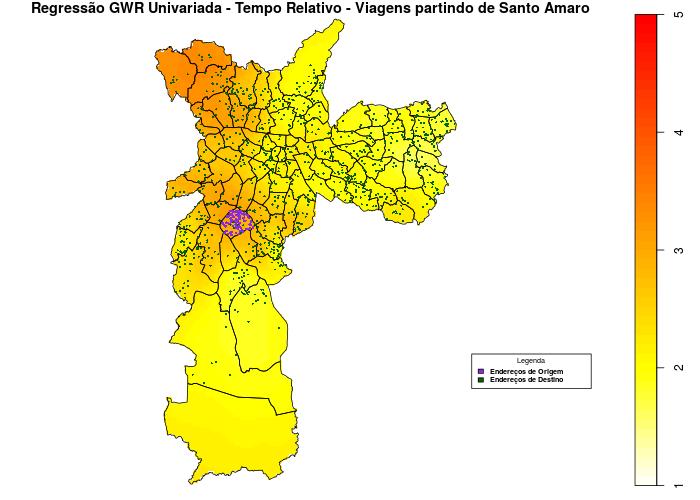 Regressão GWR Univariada - Tempo Relativo - Viagens partindo de Santo Amaro
5
4
3
2
1
Legenda
Endereços de Origem
Endereços de Destino